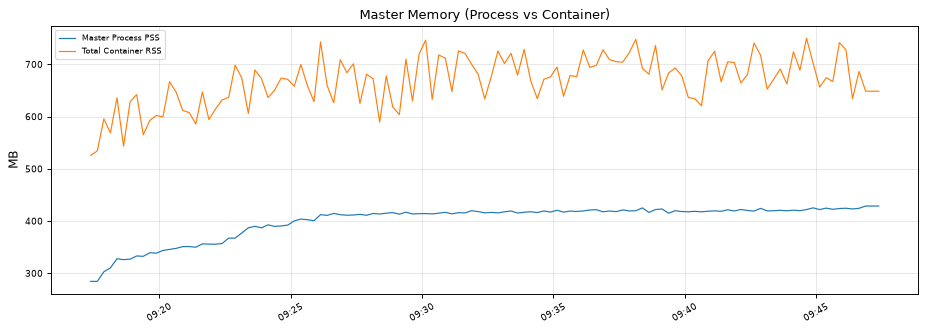 Master Memory (Process vs Container)
Master Process PSS
Total Container RSS
MB
700
600
500
400
300
09:20
09:25
09:30
09:35
09:40
09:45